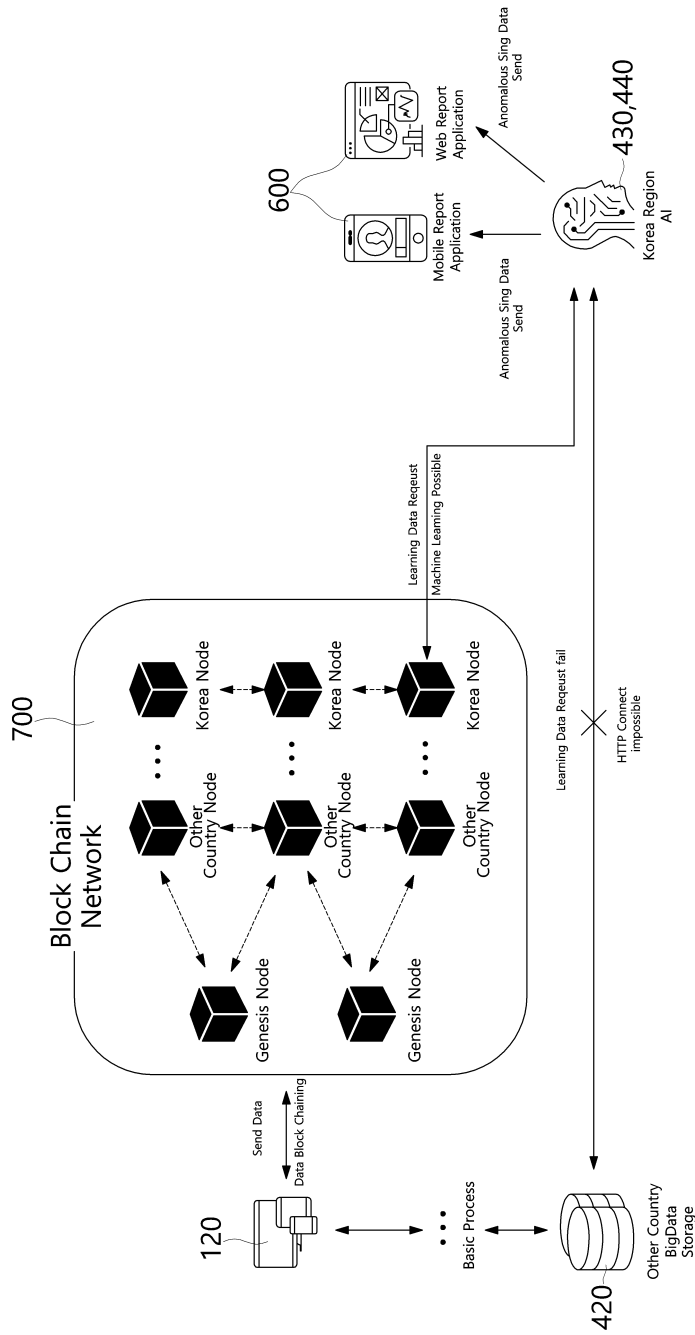 700
Block Chain
Network
120
Send Data
Data Block Chaining
Genesis Node
Genesis Node
Other
Country Node
Other
Country Node
Other
Country Node
Korea Node
Korea Node
Korea Node
600
Mobile Report
Application
Web Report
Application
Learning Data Reqeust
Machine Leaming Possible
Anomalous Sing Data
Send
Anomalous Sing Data
Send
Basic Process
420
Other Country
BigData
Storage
Learning Data Reqeust fail
HTTP Connect
impossible
430,440
Korea Region
AI